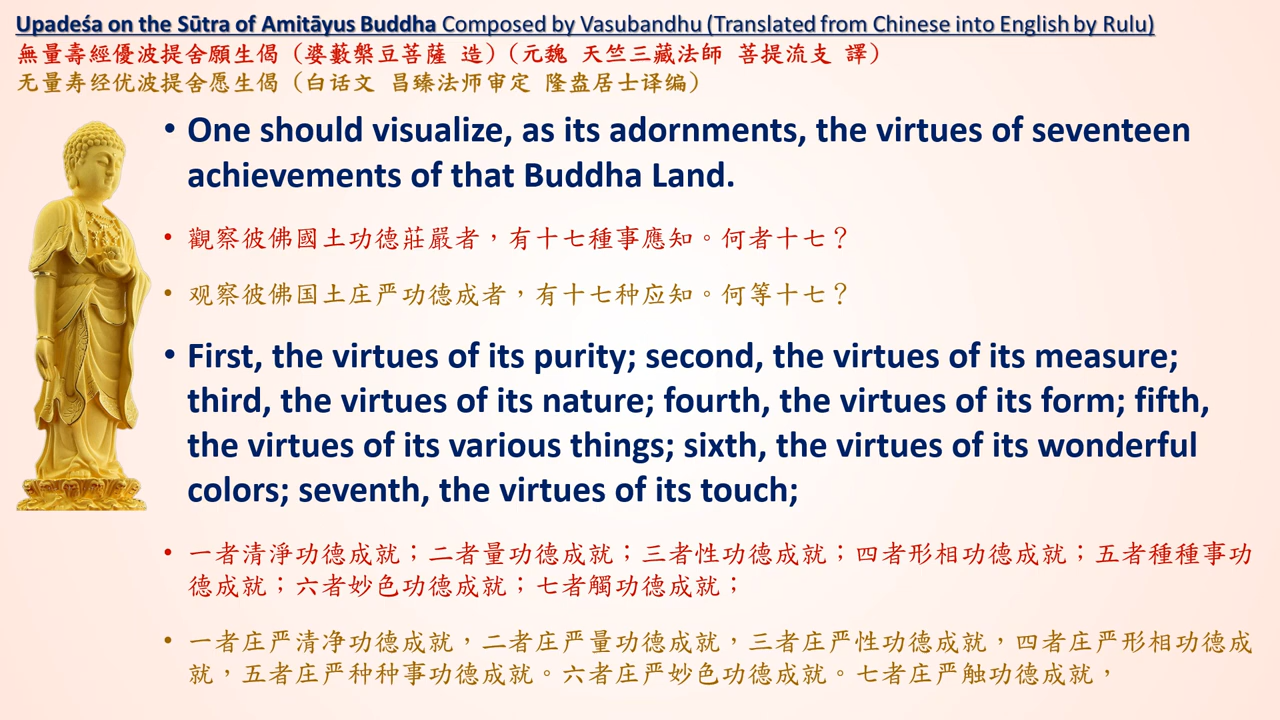 Upadeśa on the Sūtra of Amitāyus Buddha Composed by Vasubandhu (Translated from Chinese into English by Rulu)
無量壽經優波提舍願生偈（婆藪槃豆菩薩 造）（元魏 天竺三藏法師 菩提流支 譯）
无量寿经优波提舍愿生偈（白话文 昌臻法师审定 隆盎居士译编）
• One should visualize, as its adornments, the virtues of seventeen
achievements of that Buddha Land.
• 觀察彼佛國土功德莊嚴者，有十七種事應知。何者十七？
• 观察彼佛国土庄严功德成者，有十七种应知。何等十七？
• First, the virtues of its purity; second, the virtues of its measure;
third, the virtues of its nature; fourth, the virtues of its form; fifth,
the virtues of its various things; sixth, the virtues of its wonderful
colors; seventh, the virtues of its touch;
• 一者清淨功德成就；二者量功德成就；三者性功德成就；四者形相功德成就；五者種種事功
德成就；六者妙色功德成就；七者觸功德成就；
• 一者庄严清净功德成就，二者庄严量功德成就，三者庄严性功德成就，四者庄严形相功德成
就，五者庄严种种事功德成就。六者庄严妙色功德成就。七者庄严触功德成就，